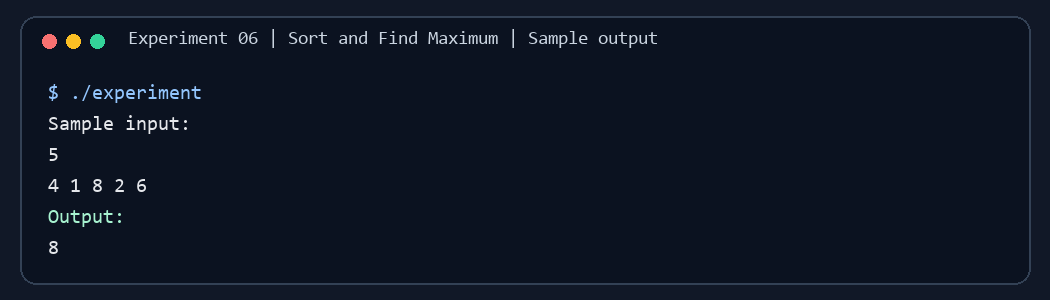 Experiment 06 | Sort and Find Maximum | Sample output
$ ./experiment
Sample input:
5
4 1 8 2 6
Output:
8